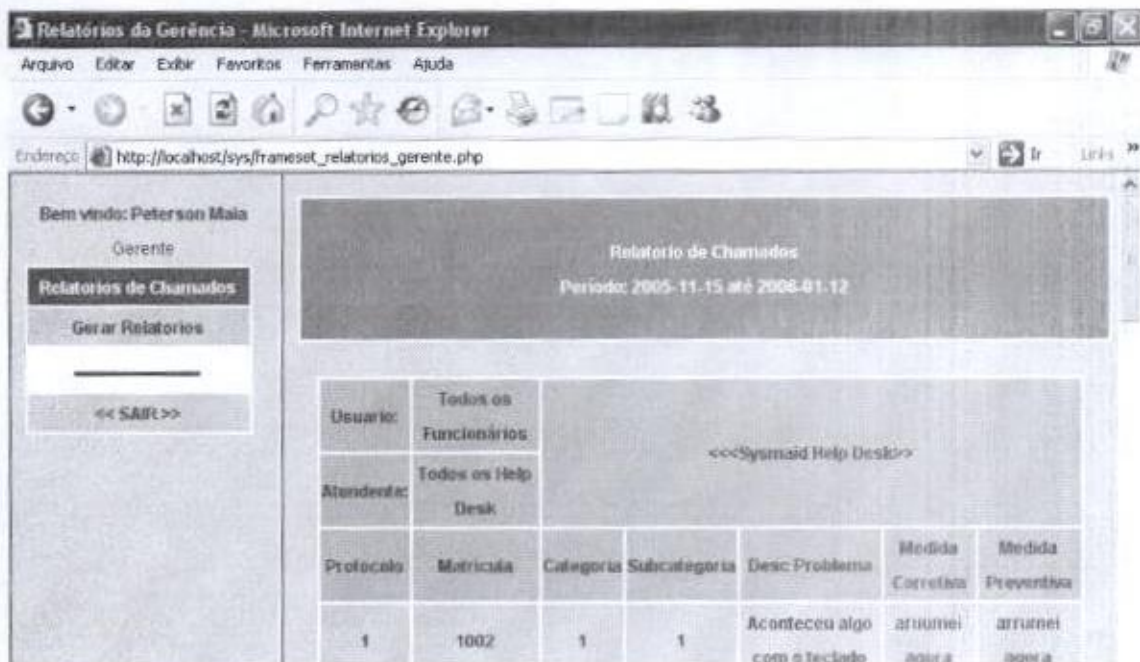 Relatórios da Gerência - Microsoft Internet Explorer
Arquivo Editar Exibir Favoritos Ferramentas Ajuda
Endereço http://localhost/sys/frameset_relatorios_gerente.php Ir Links »
Bem vindo: Peterson Maia
Gerente
Relatorios de Chamados
Gerar Relatorios
<< SAIR >>
Relatorio de Chamados
Periodo: 2005-11-15 até 2006-01-12
Usuario:
Todos os
Funcionários
<<<Sysmaid Help Desk>>
Atendente:
Todos os Help
Desk
Protocolo Matricula Categoria Subcategoria Desc Problema Medida Corretiva Medida Preventiva
1 1002 1 1 Aconteceu algo com o teclado arrumei agora arrumei agora